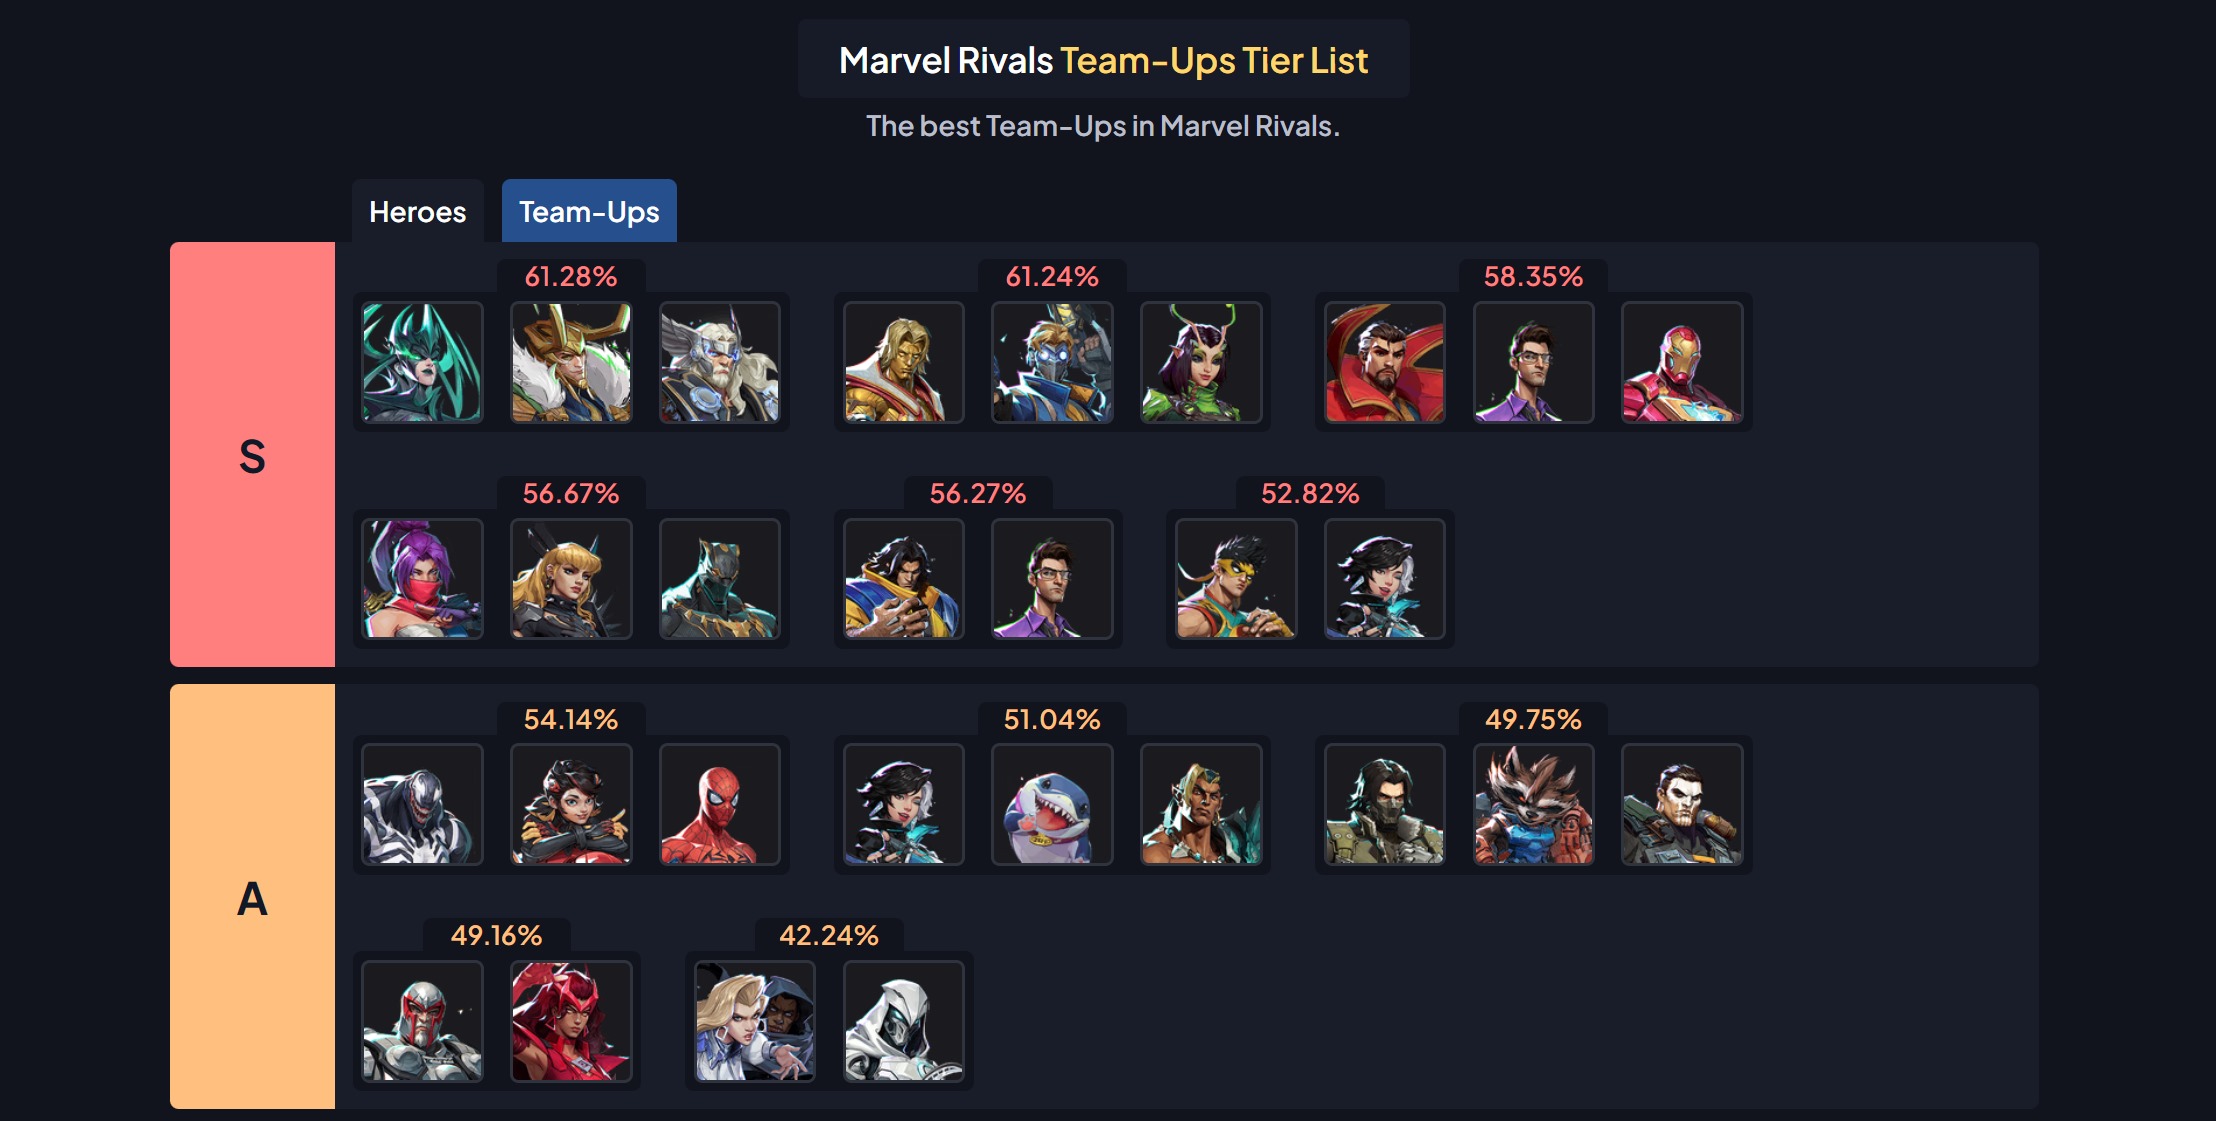 Marvel Rivals Team-Ups Tier List
The best Team-Ups in Marvel Rivals.
Heroes Team-Ups
S
61.28% 61.24% 58.35%
56.67% 56.27% 52.82%
A
54.14% 51.04% 49.75%
49.16% 42.24%